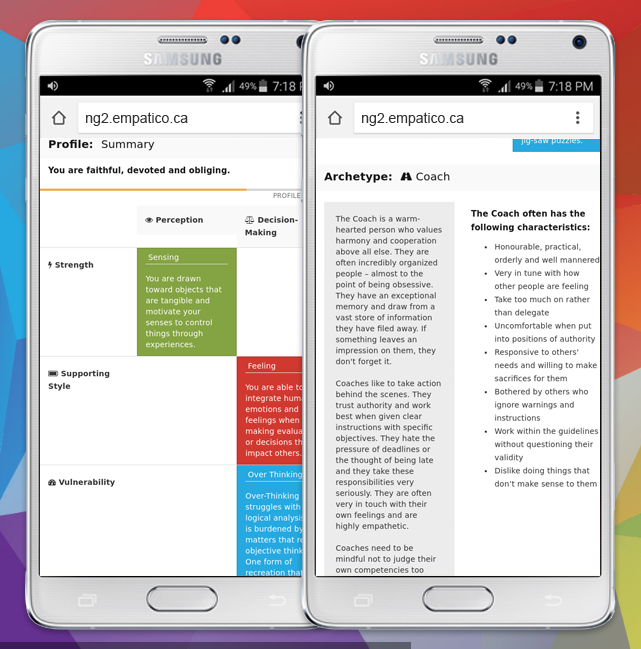 SAMSUNG
49% 7:18 P
ng2.empatico.ca
Profile: Summary
You are faithful, devoted and obliging.
PROFILE
Perception
Decision-
Making
Strength
Sensing
You are drawn
toward objects that
are tangible and
motivate your
senses to control
things through
experiences.
Supporting
Style
Feeling
You are able to
integrate hum
emotions and
feelings when
making evalua
or decisions th
impact others.
Vulnerability
Over Thinking
Over-Thinking
struggles with
logical analysis
is burdened by
matters that re
objective think
One form of
recreation that
SAMSUNG
49% 7:18 PM
ng2.empatico.ca
jig-saw puzzles.
Archetype: Coach
The Coach is a warm-
hearted person who values
harmony and cooperation
above all else. They are
often incredibly organized
people – almost to the
point of being obsessive.
They have an exceptional
memory and draw from a
vast store of information
they have filed away. If
something leaves an
impression on them, they
don't forget it.
Coaches like to take action
behind the scenes. They
trust authority and work
best when given clear
instructions with specific
objectives. They hate the
pressure of deadlines or
the thought of being late
and they take these
responsibilities very
seriously. They are often
very in touch with their
own feelings and are
highly empathetic.
Coaches need to be
mindful not to judge their
own competencies too
The Coach often has the
following characteristics:
• Honourable, practical,
orderly and well mannered
• Very in tune with how
other people are feeling
• Take too much on rather
than delegate
• Uncomfortable when put
into positions of authority
• Responsive to others'
needs and willing to make
sacrifices for them
• Bothered by others who
ignore warnings and
instructions
• Work within the guidelines
without questioning their
validity
• Dislike doing things that
don't make sense to them